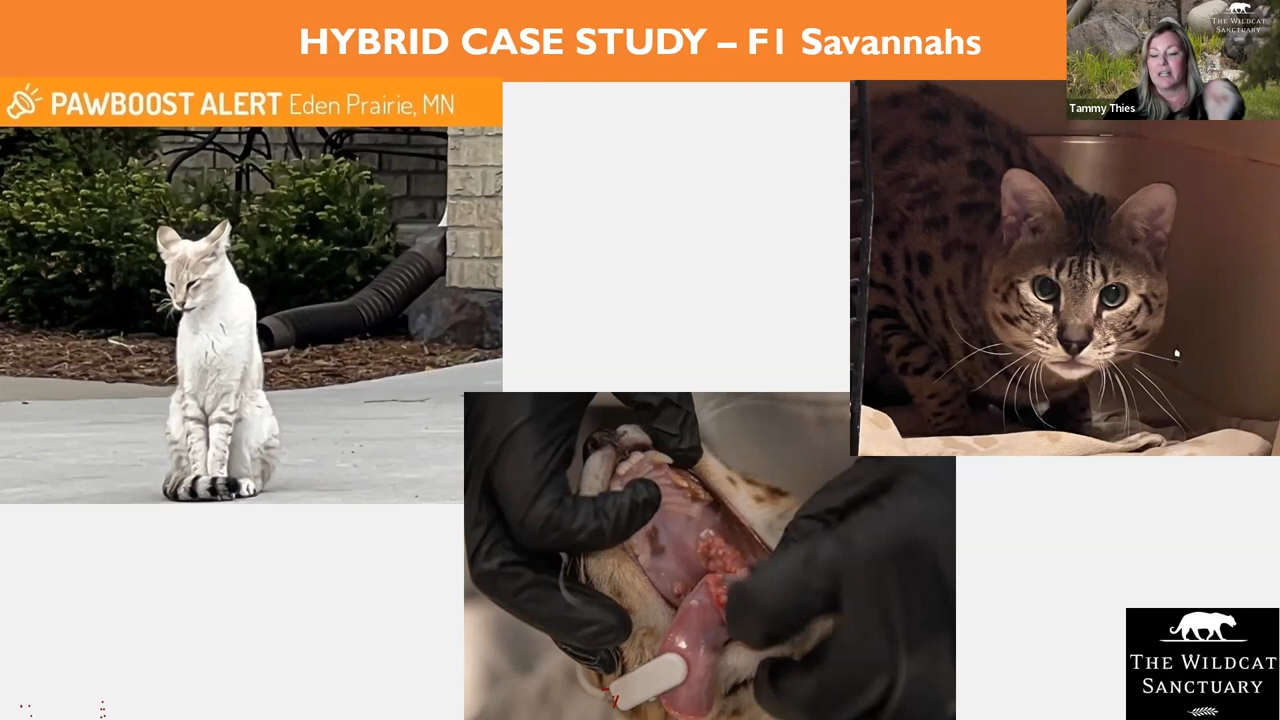 HYBRID CASE STUDY – F1 Savannahs
THE WILDCAT
SANCTUARY
Tammy Thies
PAWBOOST ALERT Eden Prairie, MN
THE WILDCAT
SANCTUARY